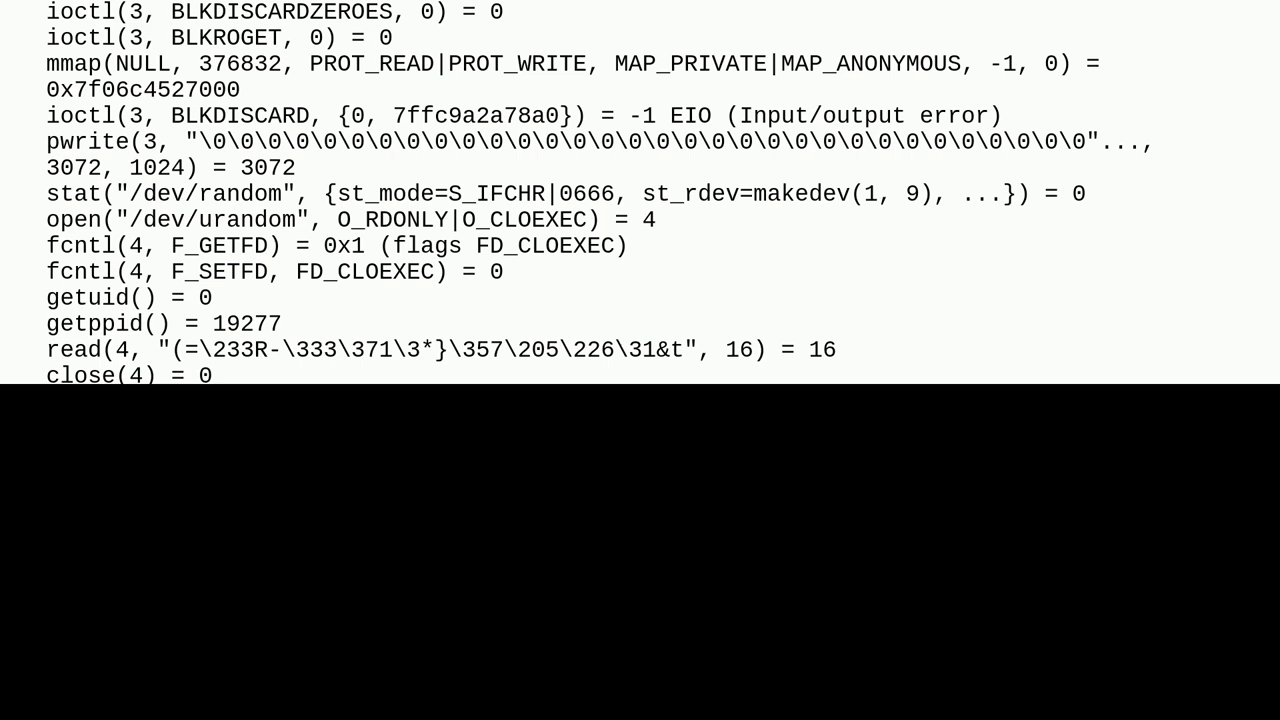 ioctl(3, BLKDISCARDZEROES, 0) = 0
ioctl(3, BLKROGET, 0) = 0
mmap(NULL, 376832, PROT_READ|PROT_WRITE, MAP_PRIVATE|MAP_ANONYMOUS, -1, 0) =
0x7f06c4527000
ioctl(3, BLKDISCARD, {0, 7ffc9a2a78a0}) = -1 EIO (Input/output error)
pwrite(3, "\0\0\0\0\0\0\0\0\0\0\0\0\0\0\0\0\0\0\0\0\0\0\0\0\0\0\0\0\0\0\0\0"...,
3072, 1024) = 3072
stat("/dev/random", {st_mode=S_IFCHR|0666, st_rdev=makedev(1, 9), ...}) = 0
open("/dev/urandom", O_RDONLY|O_CLOEXEC) = 4
fcntl(4, F_GETFD) = 0x1 (flags FD_CLOEXEC)
fcntl(4, F_SETFD, FD_CLOEXEC) = 0
getuid() = 0
getppid() = 19277
read(4, "(=\233R-\333\371\3*}\357\205\226\31&t", 16) = 16
close(4) = 0